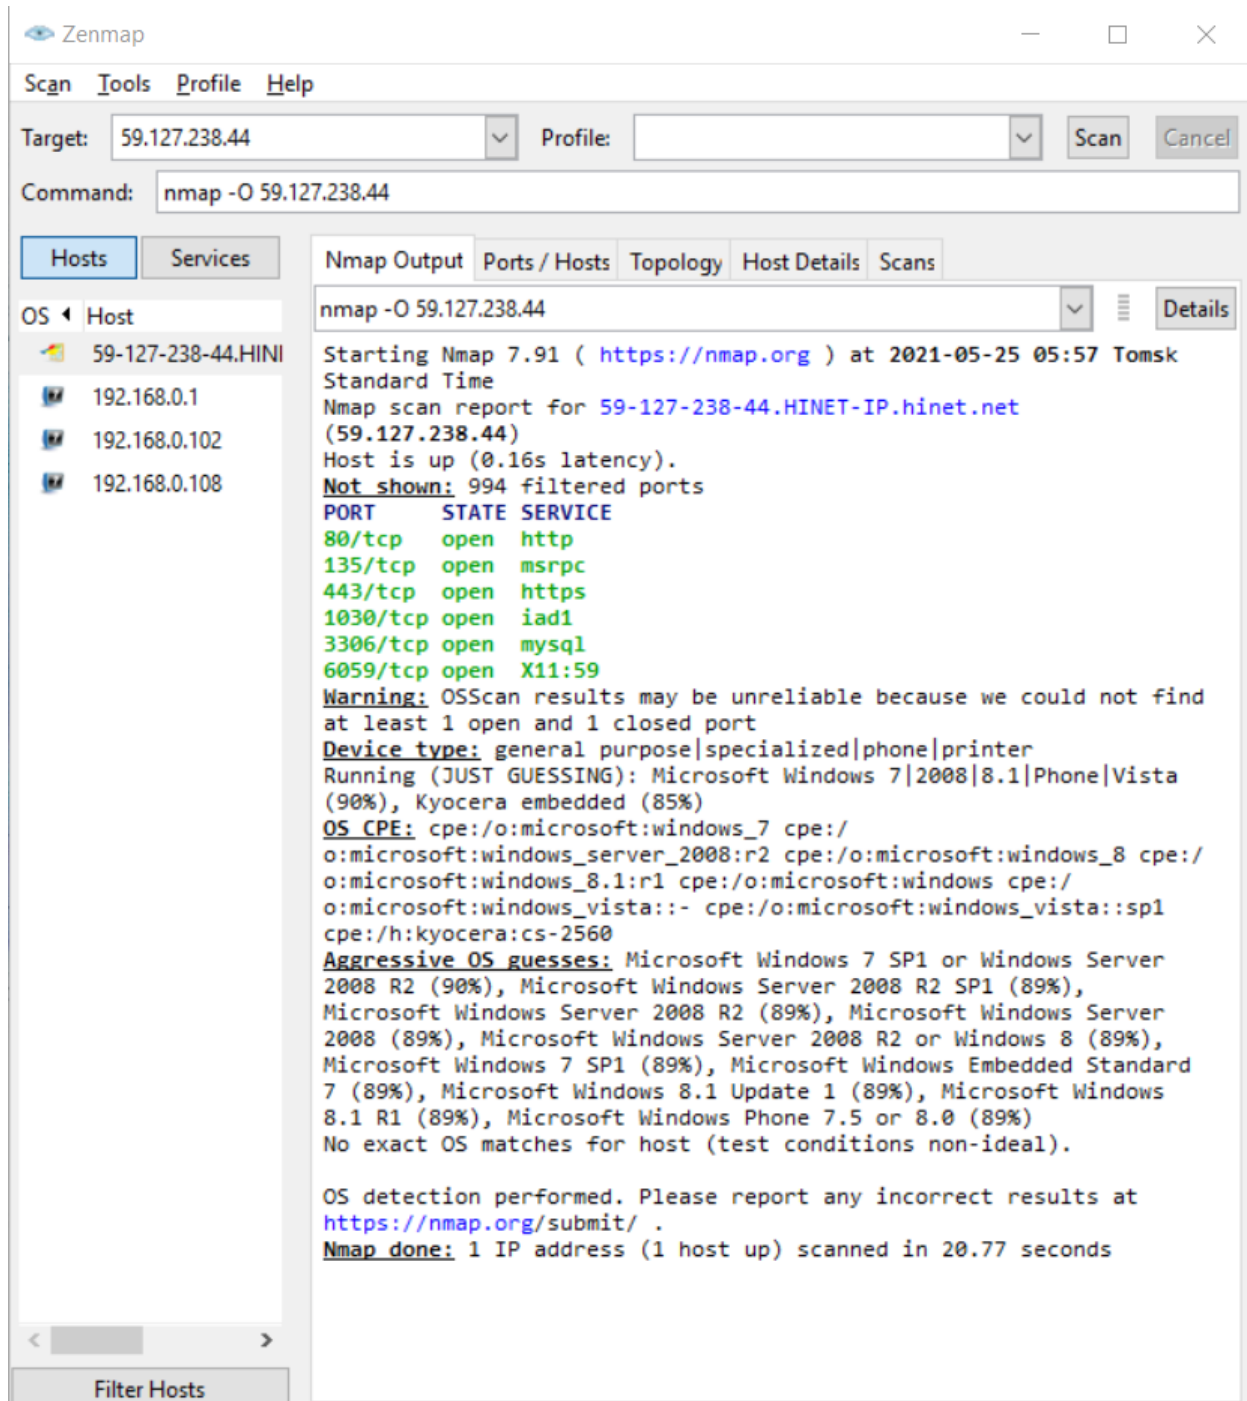 Zenmap
Scan Tools Profile Help
Target: 59.127.238.44 Profile: Scan Cancel
Command: nmap -O 59.127.238.44
Hosts Services
Nmap Output Ports / Hosts Topology Host Details Scans
OS Host
59-127-238-44.HINI
192.168.0.1
192.168.0.102
192.168.0.108
Filter Hosts
nmap -O 59.127.238.44 Details
Starting Nmap 7.91 ( https://nmap.org ) at 2021-05-25 05:57 Tomsk
Standard Time
Nmap scan report for 59-127-238-44.HINET-IP.hinet.net
(59.127.238.44)
Host is up (0.16s latency).
Not shown: 994 filtered ports
PORT STATE SERVICE
80/tcp open http
135/tcp open msrpc
443/tcp open https
1030/tcp open iad1
3306/tcp open mysql
6059/tcp open X11:59
Warning: OSScan results may be unreliable because we could not find
at least 1 open and 1 closed port
Device type: general purpose|specialized|phone|printer
Running (JUST GUESSING): Microsoft Windows 7|2008|8.1|Phone|Vista
(90%), Kyocera embedded (85%)
OS CPE: cpe:/o:microsoft:windows_7 cpe:/
o:microsoft:windows_server_2008:r2 cpe:/o:microsoft:windows_8 cpe:/
o:microsoft:windows_8.1:r1 cpe:/o:microsoft:windows cpe:/
o:microsoft:windows_vista::- cpe:/o:microsoft:windows_vista::sp1
cpe:/h:kyocera:cs-2560
Aggressive OS guesses: Microsoft Windows 7 SP1 or Windows Server
2008 R2 (90%), Microsoft Windows Server 2008 R2 SP1 (89%),
Microsoft Windows Server 2008 R2 (89%), Microsoft Windows Server
2008 (89%), Microsoft Windows Server 2008 R2 or Windows 8 (89%),
Microsoft Windows 7 SP1 (89%), Microsoft Windows Embedded Standard
7 (89%), Microsoft Windows 8.1 Update 1 (89%), Microsoft Windows
8.1 R1 (89%), Microsoft Windows Phone 7.5 or 8.0 (89%)
No exact OS matches for host (test conditions non-ideal).
OS detection performed. Please report any incorrect results at
https://nmap.org/submit/ .
Nmap done: 1 IP address (1 host up) scanned in 20.77 seconds